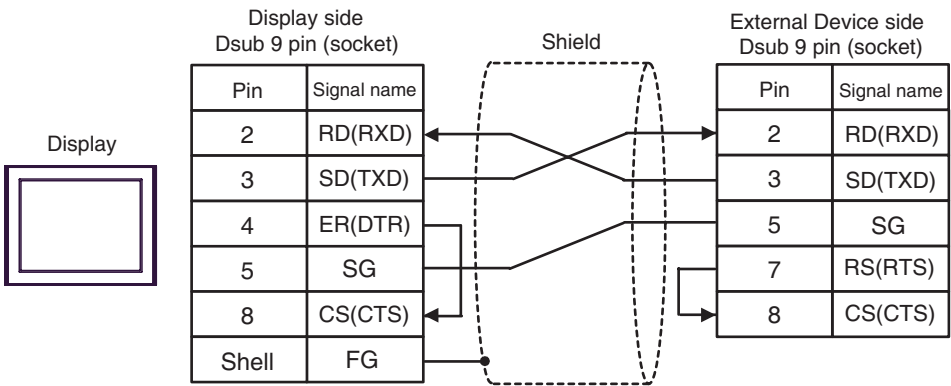 Display side
Dsub 9 pin (socket)
Shield
External Device side
Dsub 9 pin (socket)
Display
Pin Signal name
2 RD(RXD)
3 SD(TXD)
4 ER(DTR)
5 SG
8 CS(CTS)
Shell FG
Pin Signal name
2 RD(RXD)
3 SD(TXD)
5 SG
7 RS(RTS)
8 CS(CTS)